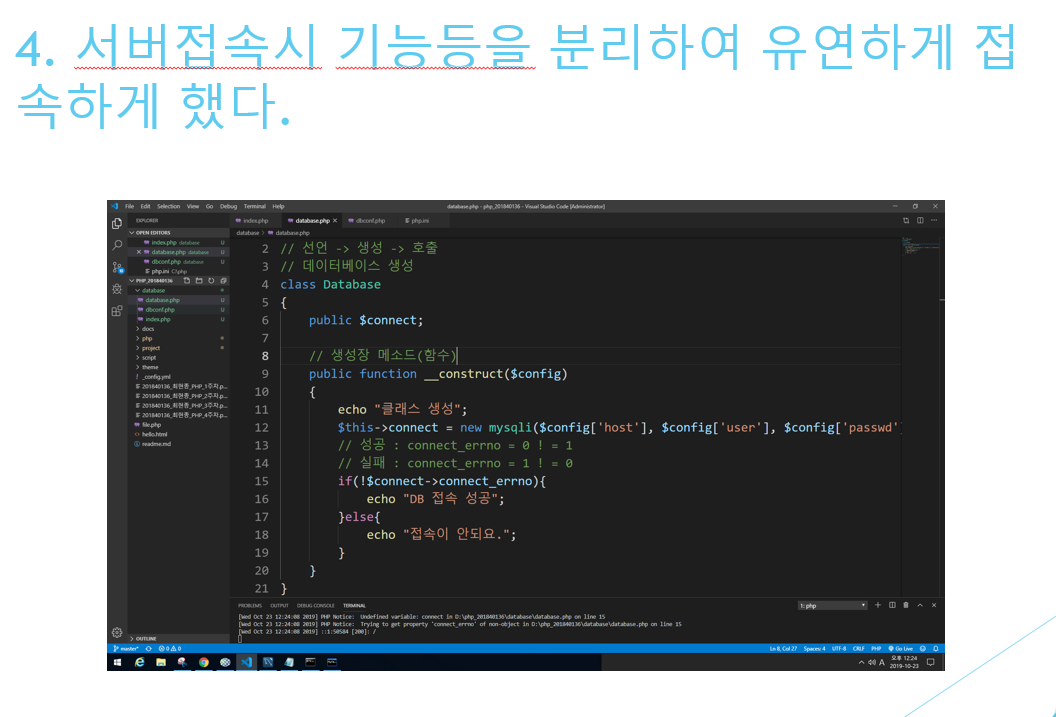 4. 서버접속시 기능등을 분리하여 유연하게 접
속하게 했다.
File Edit Selection View Go Debug Terminal Help
database.php - php_201840136 - Visual Studio Code [Administrator]
EXPLORER
index.php
database.php
dbconf.php
php.ini
OPEN EDITORS
index.php database U
database.php database U
dbconf.php database U
php.ini C:\php
PHP_201840136
database
database.php U
dbconf.php U
index.php U
docs
php
project
script
theme
_config.yml
201840136_최현종_PHP_1주차.p...
201840136_최현종_PHP_2주차.p...
201840136_최현종_PHP_3주차.p...
201840136_최현종_PHP_4주차.p...
file.php
hello.html
readme.md
OUTLINE
database > database.php
2 // 선언 -> 생성 -> 호출
3 // 데이터베이스 생성
4 class Database
5 {
6 public $connect;
7
8 // 생성장 메소드(함수)
9 public function __construct($config)
10 {
11 echo "클래스 생성";
12 $this->connect = new mysqli($config['host'], $config['user'], $config['passwd']
13 // 성공 : connect_errno = 0 ! = 1
14 // 실패 : connect_errno = 1 ! = 0
15 if(!$connect->connect_errno){
16 echo "DB 접속 성공";
17 }else{
18 echo "접속이 안되요.";
19 }
20 }
21 }
PROBLEMS OUTPUT DEBUG CONSOLE TERMINAL
1: php
[Wed Oct 23 12:24:08 2019] PHP Notice: Undefined variable: connect in D:\php_201840136\database\database.php on line 15
[Wed Oct 23 12:24:08 2019] PHP Notice: Trying to get property 'connect_errno' of non-object in D:\php_201840136\database\database.php on line 15
[Wed Oct 23 12:24:08 2019] ::1:50584 [200]: /
master* 0 0 Ln 8, Col 27 Spaces: 4 UTF-8 CRLF PHP Go Live
A 오후 12:24
2019-10-23